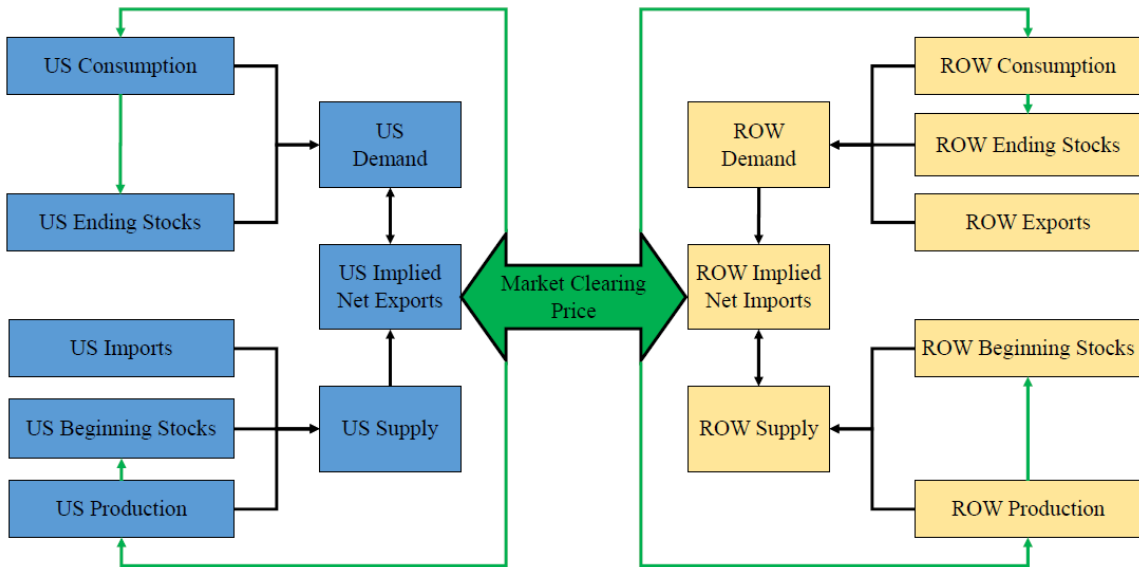 US Consumption
US Ending Stocks
US Imports
US Beginning Stocks
US Production
US
Demand
US Implied
Net Exports
US Supply
Market Clearing
Price
ROW
Demand
ROW Implied
Net Imports
ROW Supply
ROW Consumption
ROW Ending Stocks
ROW Exports
ROW Beginning Stocks
ROW Production